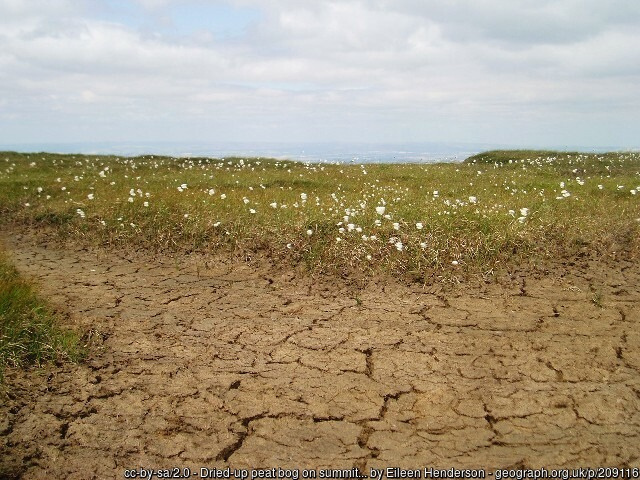 cc-by-sa/2.0 - Dried-up peat bog on summit... by Eileen Henderson - geograph.org.uk/p/209116